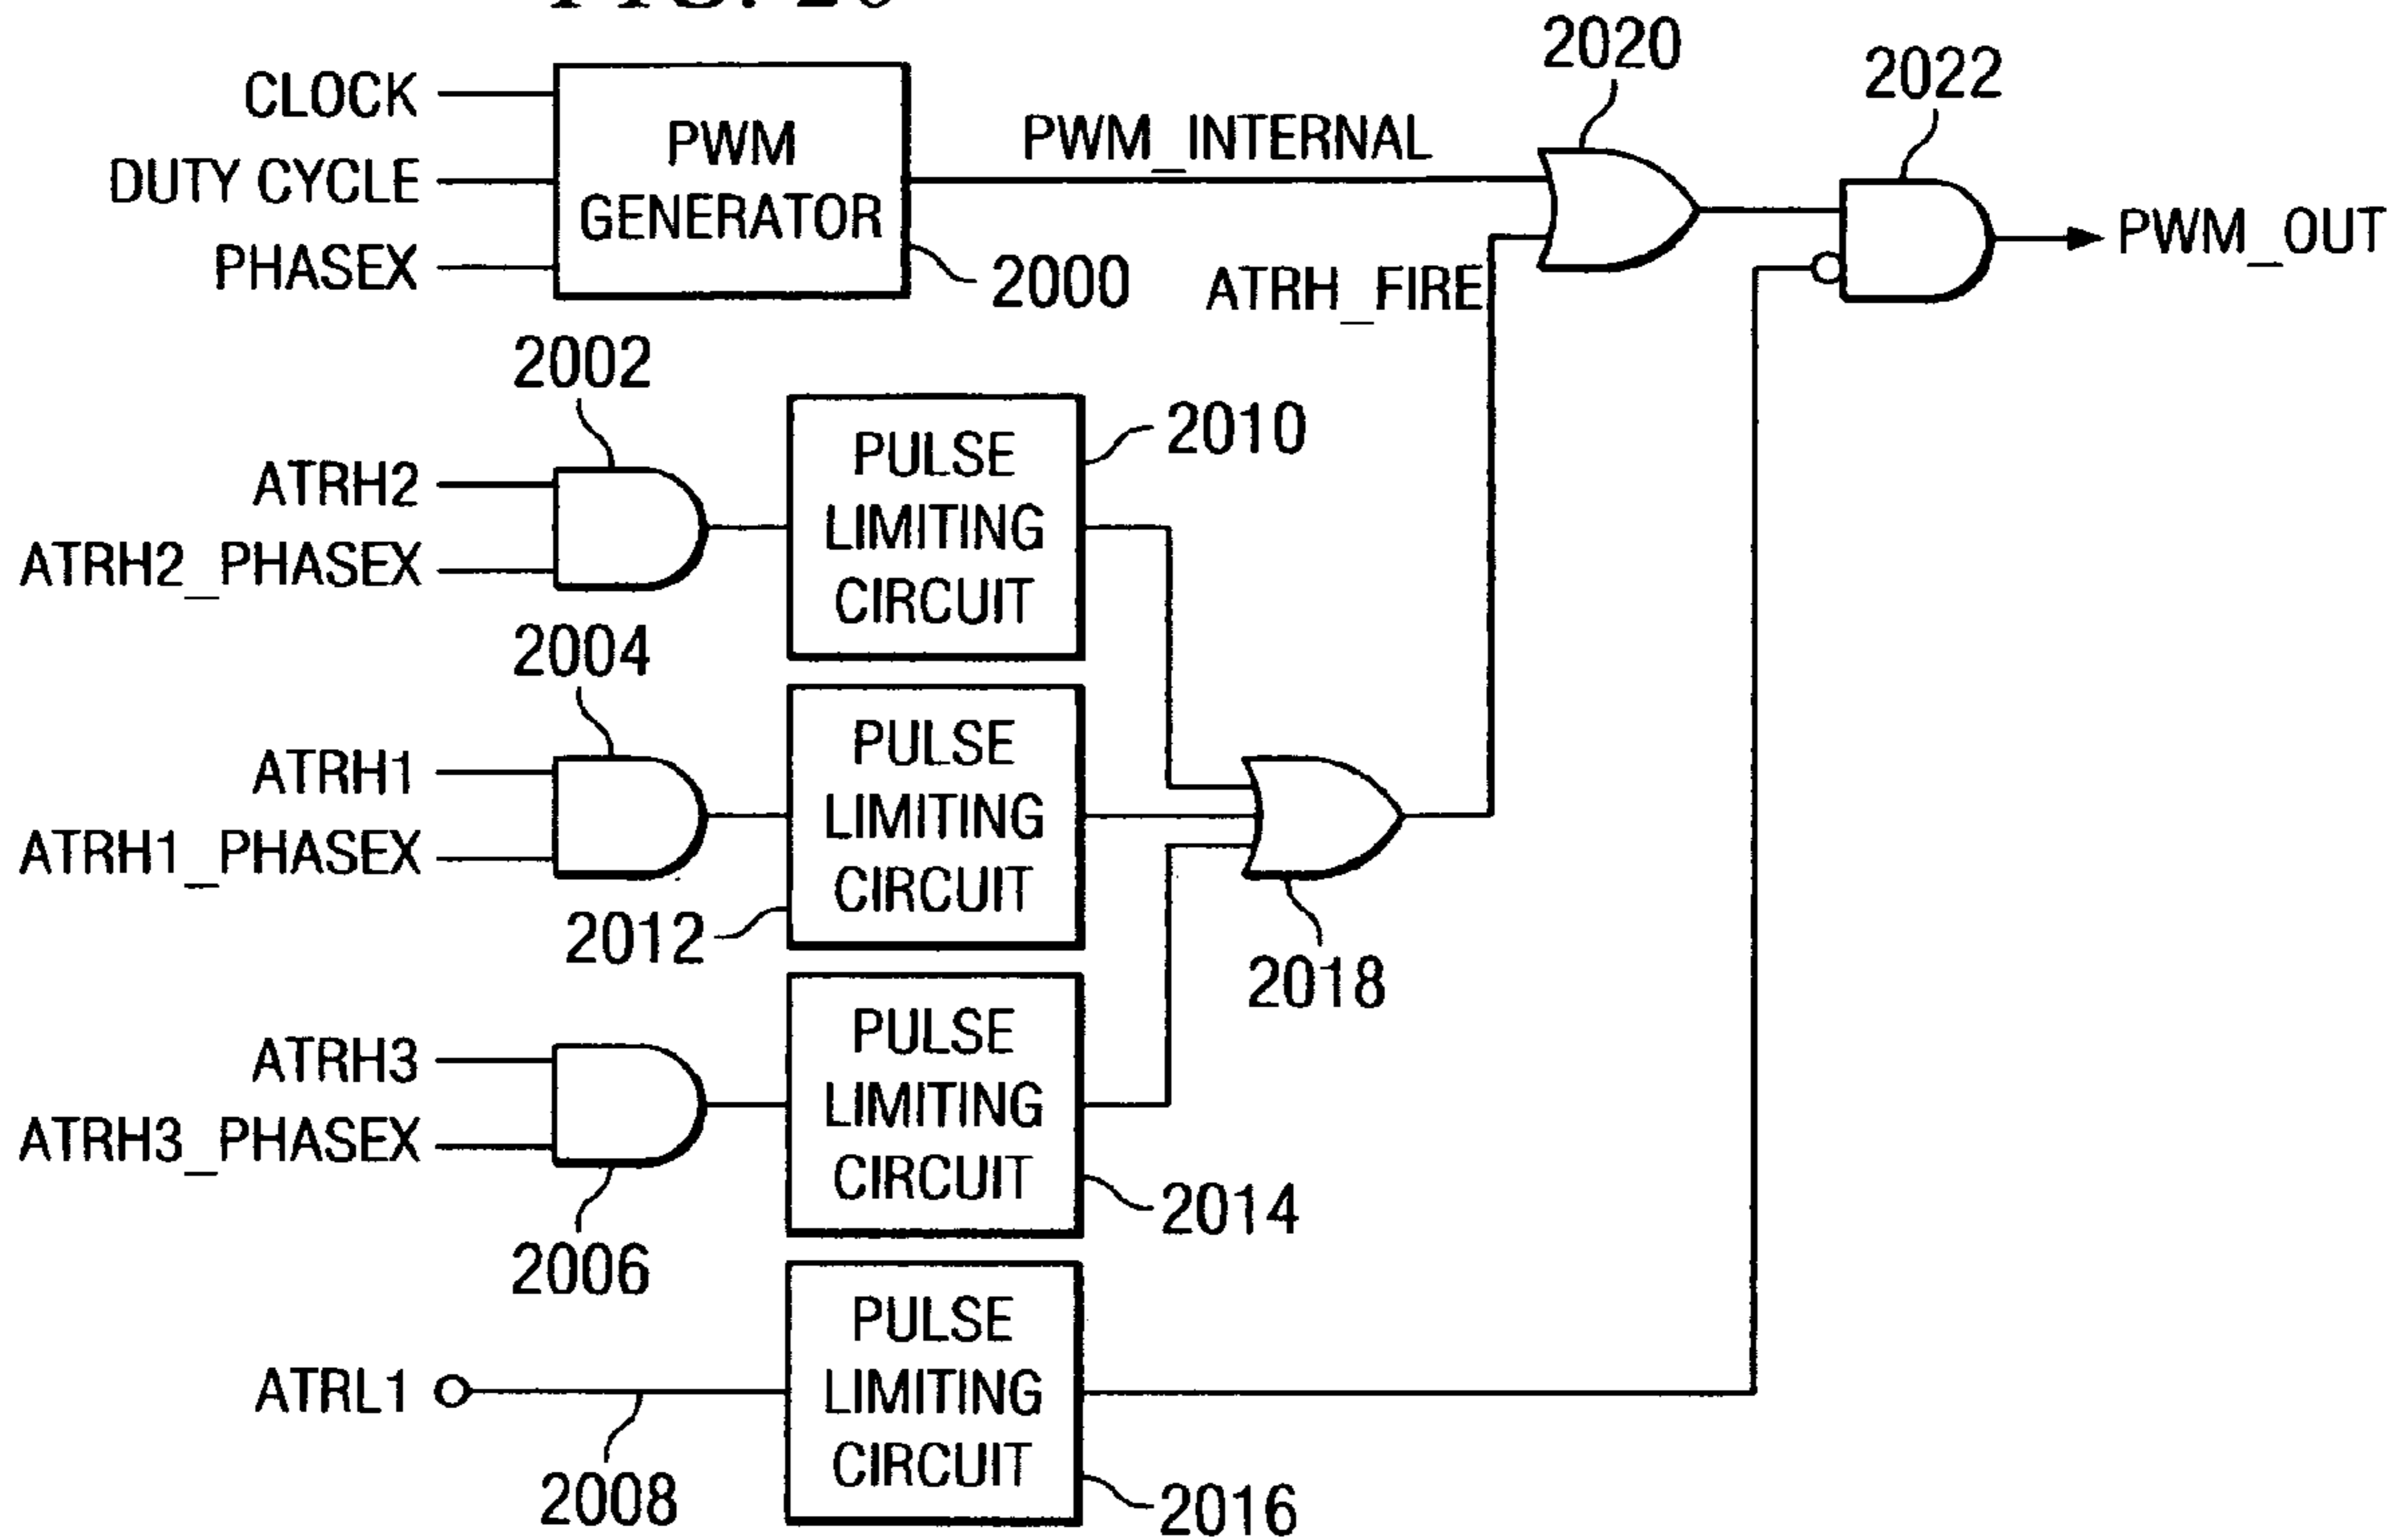 FIG. 20
2020
2022
CLOCK
DUTY CYCLE
PHASEX
PWM
GENERATOR
2000
PWM_INTERNAL
ATRH_FIRE
PWM_OUT
2002
ATRH2
ATRH2_PHASEX
PULSE
LIMITING
CIRCUIT
2010
2004
ATRH1
ATRH1_PHASEX
PULSE
LIMITING
CIRCUIT
2012
2018
ATRH3
ATRH3_PHASEX
2006
PULSE
LIMITING
CIRCUIT
2014
ATRL1
2008
PULSE
LIMITING
CIRCUIT
2016